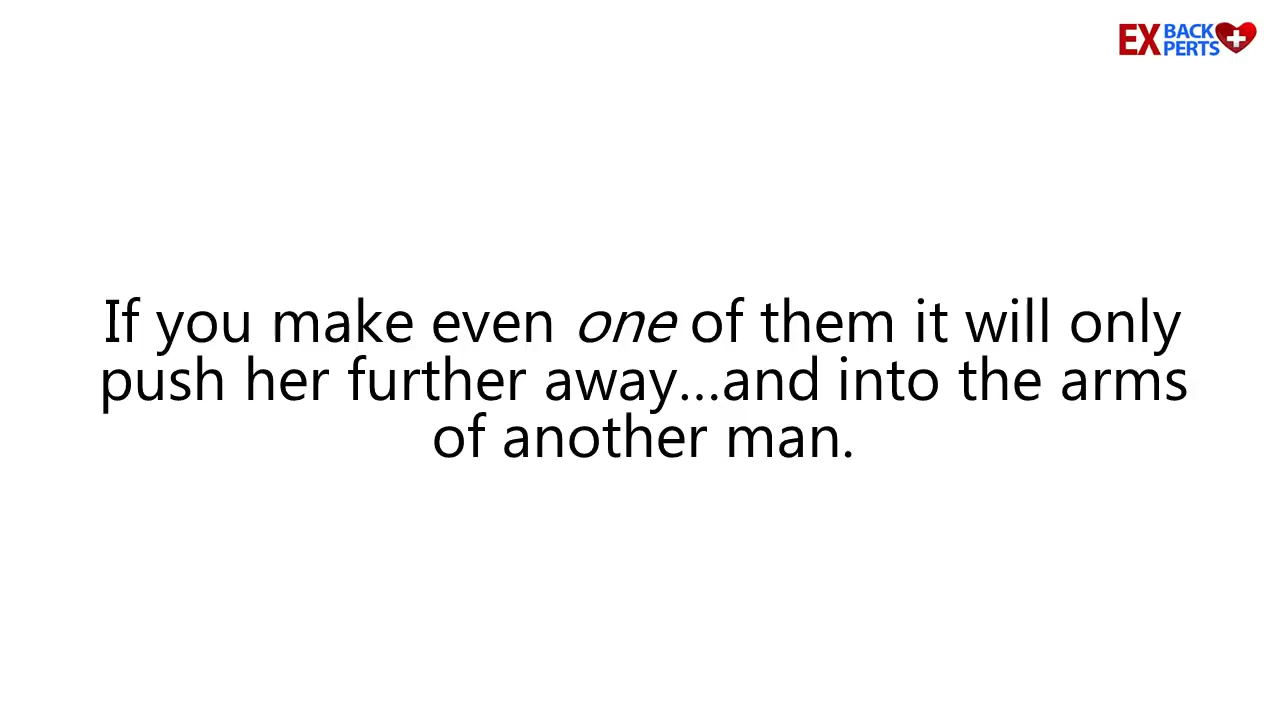 EX BACK
PERTS
If you make even one of them it will only
push her further away...and into the arms
of another man.